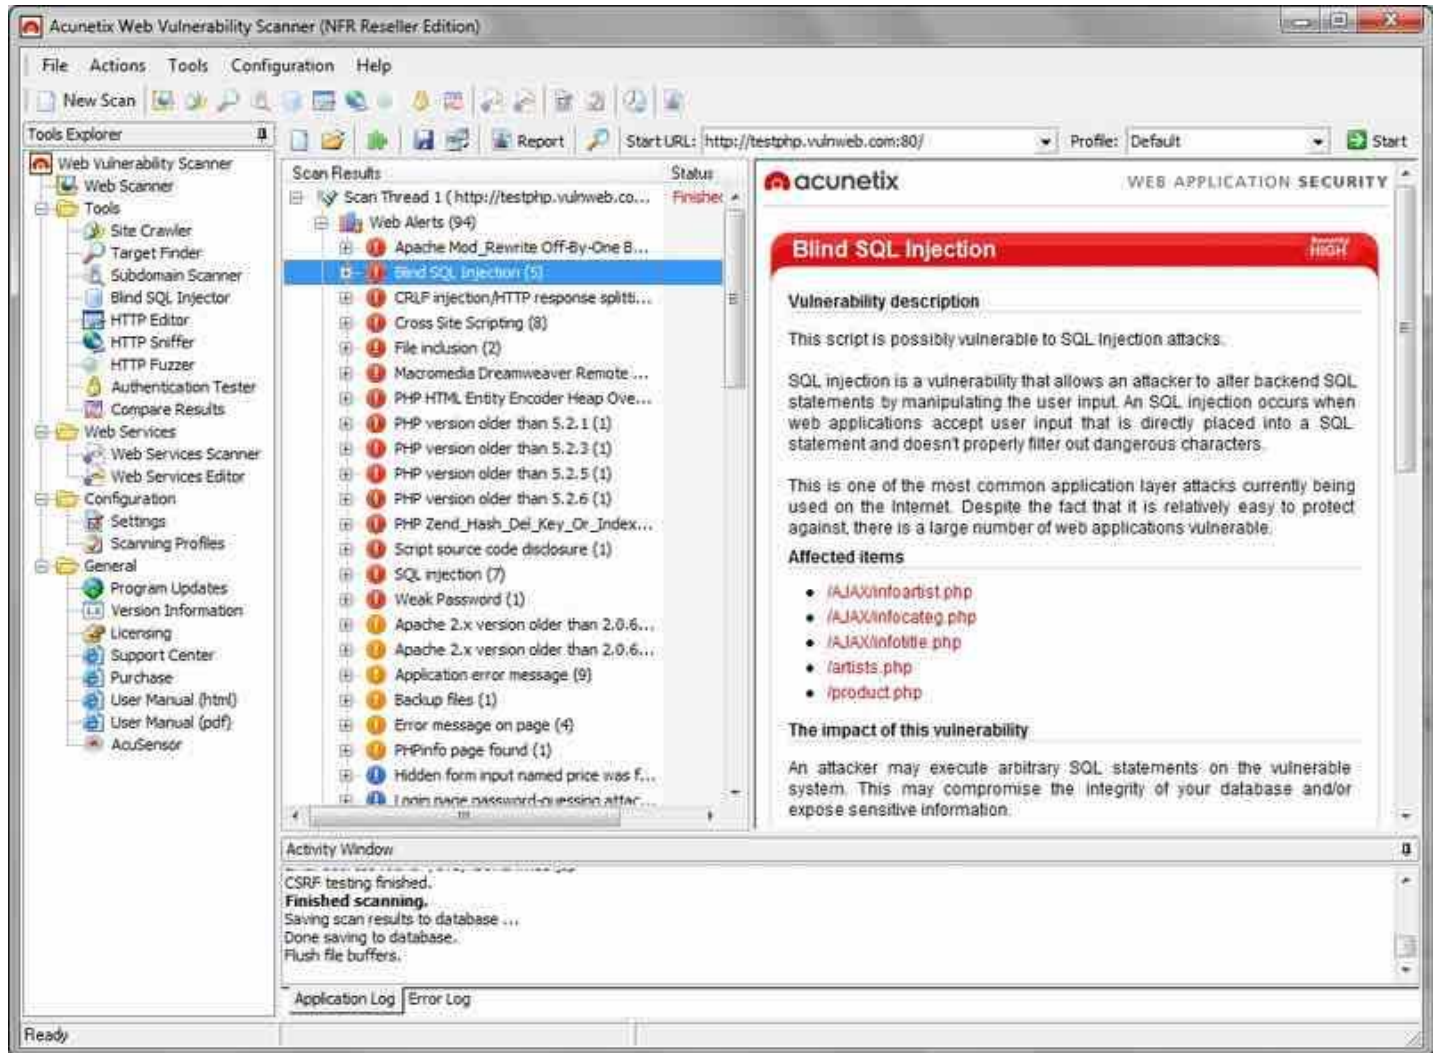 Acunetix Web Vulnerability Scanner (NFR Reseller Edition)
File Actions Tools Configuration Help
New Scan
Tools Explorer
Report
Start URL: http://testphp.vulnweb.com:80/
Profile: Default
Start
Web Vulnerability Scanner
Web Scanner
Tools
Site Crawler
Target Finder
Subdomain Scanner
Blind SQL Injector
HTTP Editor
HTTP Sniffer
HTTP Fuzzer
Authentication Tester
Compare Results
Web Services
Web Services Scanner
Web Services Editor
Configuration
Settings
Scanning Profiles
General
Program Updates
Version Information
Licensing
Support Center
Purchase
User Manual (html)
User Manual (pdf)
AcuSensor
Scan Results Status
Scan Thread 1 ( http://testphp.vulnweb.co... Finished
Web Alerts (94)
Apache Mod_Rewrite Off-By-One B...
Blind SQL Injection (5)
CRLF injection/HTTP response splitti...
Cross Site Scripting (8)
File inclusion (2)
Macromedia Dreamweaver Remote ...
PHP HTML Entity Encoder Heap Ove...
PHP version older than 5.2.1 (1)
PHP version older than 5.2.3 (1)
PHP version older than 5.2.5 (1)
PHP version older than 5.2.6 (1)
PHP Zend_Hash_Del_Key_Or_Index...
Script source code disclosure (1)
SQL injection (7)
Weak Password (1)
Apache 2.x version older than 2.0.6...
Apache 2.x version older than 2.0.6...
Application error message (9)
Backup files (1)
Error message on page (4)
PHPinfo page found (1)
Hidden form input named price was f...
Login page password-guessing attac...
acunetix WEB APPLICATION SECURITY
Blind SQL Injection
Severity
HIGH
Vulnerability description
This script is possibly vulnerable to SQL Injection attacks.
SQL injection is a vulnerability that allows an attacker to alter backend SQL
statements by manipulating the user input. An SQL injection occurs when
web applications accept user input that is directly placed into a SQL
statement and doesn't properly filter out dangerous characters.
This is one of the most common application layer attacks currently being
used on the Internet. Despite the fact that it is relatively easy to protect
against, there is a large number of web applications vulnerable.
Affected items
/AJAX/infoartist.php
/AJAX/infocateg.php
/AJAX/infotitle.php
/artists.php
/product.php
The impact of this vulnerability
An attacker may execute arbitrary SQL statements on the vulnerable
system. This may compromise the integrity of your database and/or
expose sensitive information.
Activity Window
CSRF testing finished.
Finished scanning.
Saving scan results to database ...
Done saving to database.
Flush file buffers.
Application Log Error Log
Ready